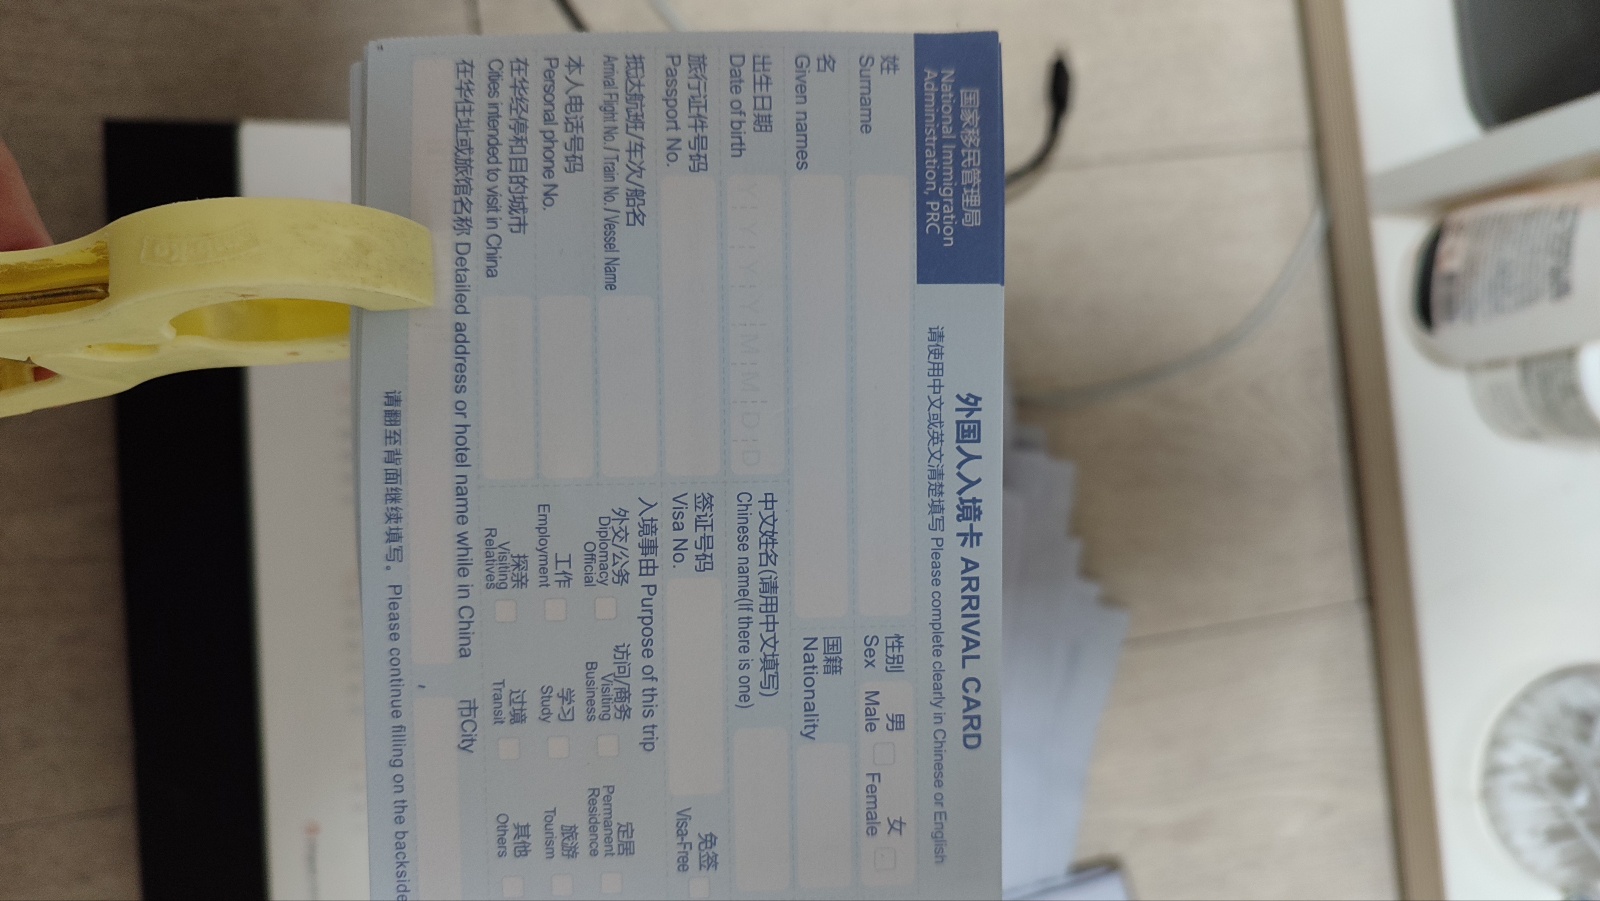 国家移民管理局
National Immigration
Administration, PRC
外国人入境卡 ARRIVAL CARD
请使用中文或英文清楚填写 Please complete clearly in Chinese or English
姓
Surname
性别
Sex
男
Male
女
Female
名
Given names
国籍
Nationality
出生日期
Date of birth
Y Y Y Y M M D D
中文姓名(请用中文填写)
Chinese name(If there is one)
旅行证件号码
Passport No.
签证号码
Visa No.
免签
Visa-Free
抵达航班/车次/船名
Arrival Flight No. / Train No. / Vessel Name
入境事由 Purpose of this trip
外交/公务
Diplomacy
Official
访问/商务
Visiting
Business
定居
Permanent
Residence
本人电话号码
Personal phone No.
工作
Employment
学习
Study
旅游
Tourism
在华经停和目的城市
Cities intended to visit in China
探亲
Visiting
Relatives
过境
Transit
其他
Others
在华住址或旅馆名称 Detailed address or hotel name while in China
市City
,
请翻至背面继续填写。Please continue filling on the backside